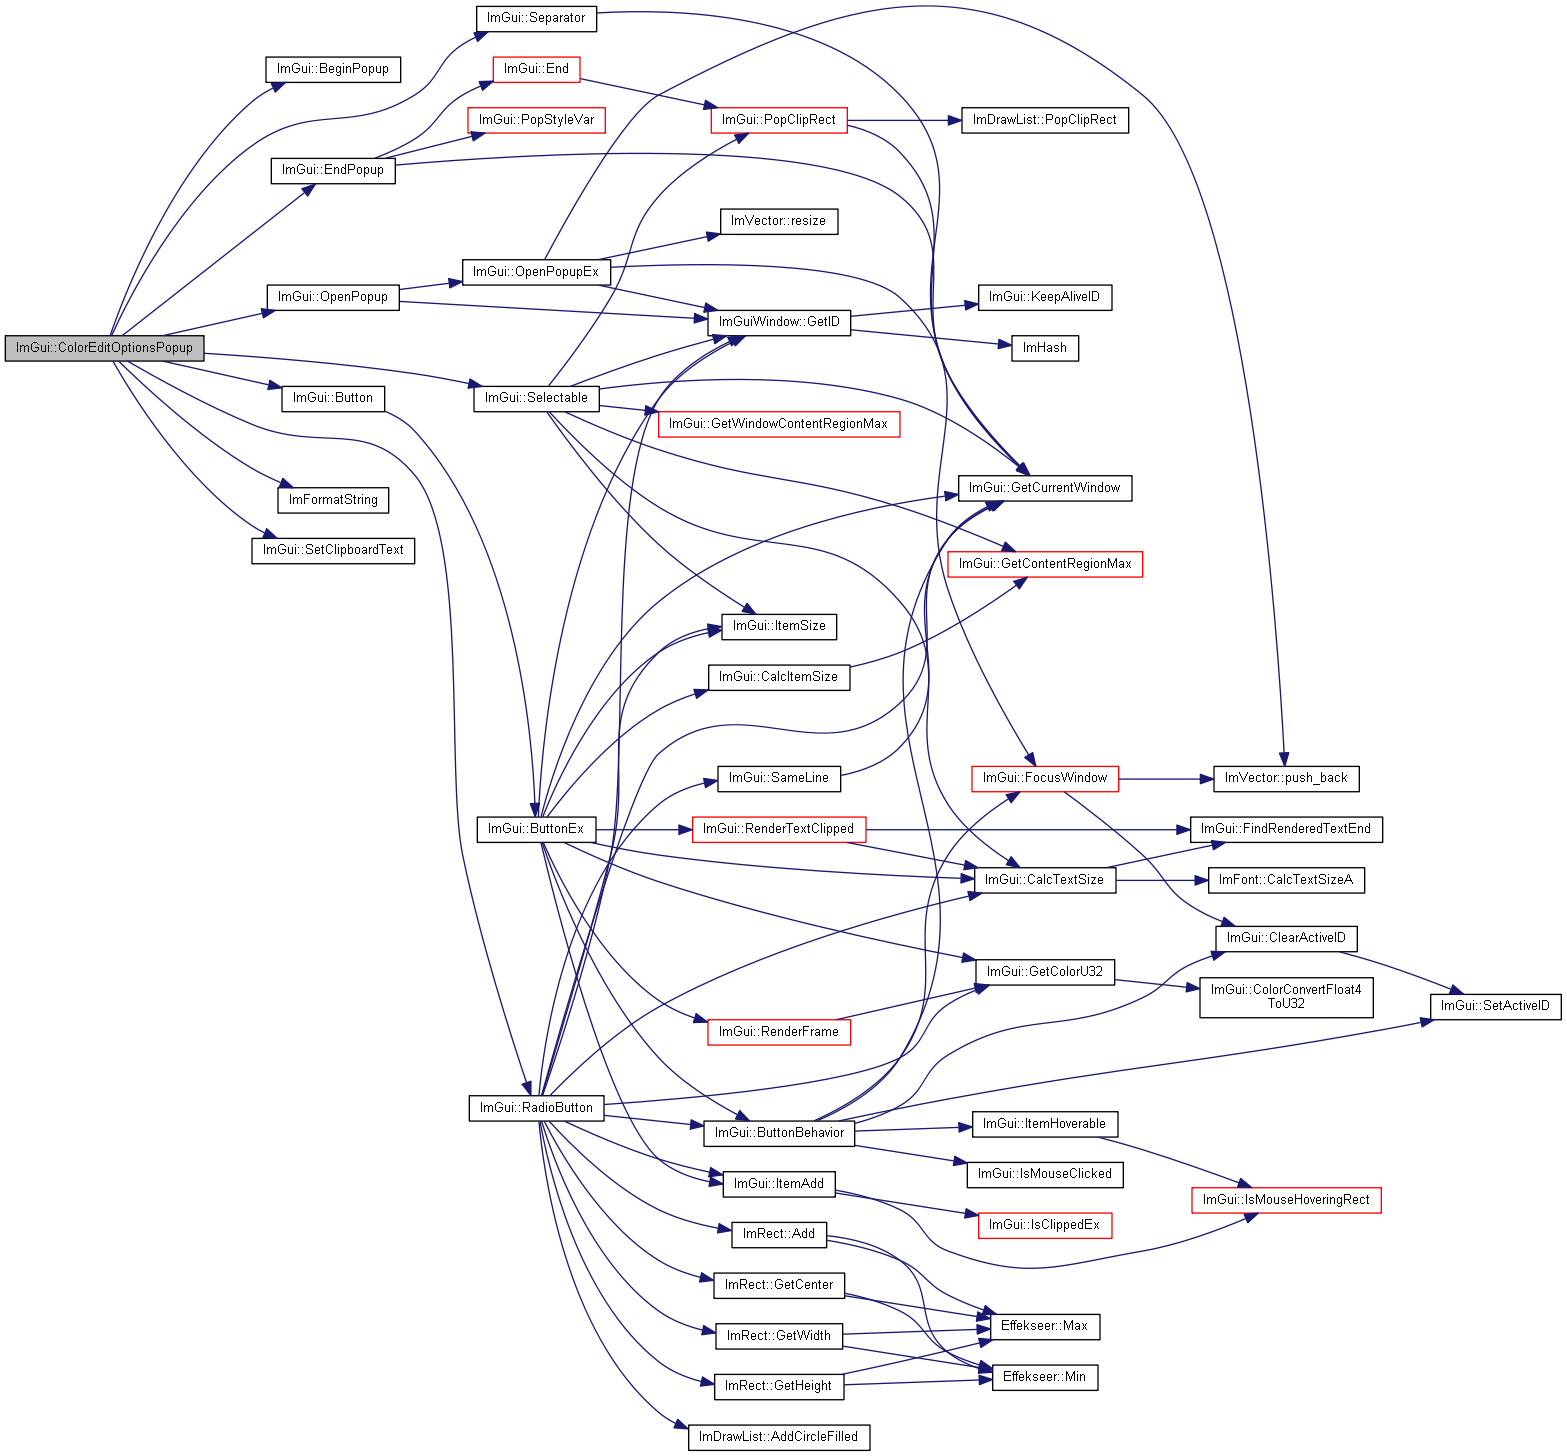 ImGui::Separator
ImGui::BeginPopup
ImGui::End
ImGui::PopStyleVar
ImGui::PopClipRect
ImDrawList::PopClipRect
ImGui::EndPopup
ImVector::resize
ImGui::OpenPopupEx
ImGui::OpenPopup
ImGui::KeepAliveID
ImGuiWindow::GetID
ImGui::ColorEditOptionsPopup
ImHash
ImGui::Button
ImGui::Selectable
ImGui::GetWindowContentRegionMax
ImFormatString
ImGui::GetCurrentWindow
ImGui::SetClipboardText
ImGui::GetContentRegionMax
ImGui::ItemSize
ImGui::CalcItemSize
ImGui::SameLine
ImGui::FocusWindow
ImVector::push_back
ImGui::ButtonEx
ImGui::RenderTextClipped
ImGui::FindRenderedTextEnd
ImGui::CalcTextSize
ImFont::CalcTextSizeA
ImGui::ClearActiveID
ImGui::GetColorU32
ImGui::ColorConvertFloat4
ToU32
ImGui::SetActiveID
ImGui::RenderFrame
ImGui::RadioButton
ImGui::ButtonBehavior
ImGui::ItemHoverable
ImGui::IsMouseClicked
ImGui::ItemAdd
ImGui::IsMouseHoveringRect
ImRect::Add
ImGui::IsClippedEx
ImRect::GetCenter
ImRect::GetWidth
Effekseer::Max
ImRect::GetHeight
Effekseer::Min
ImDrawList::AddCircleFilled